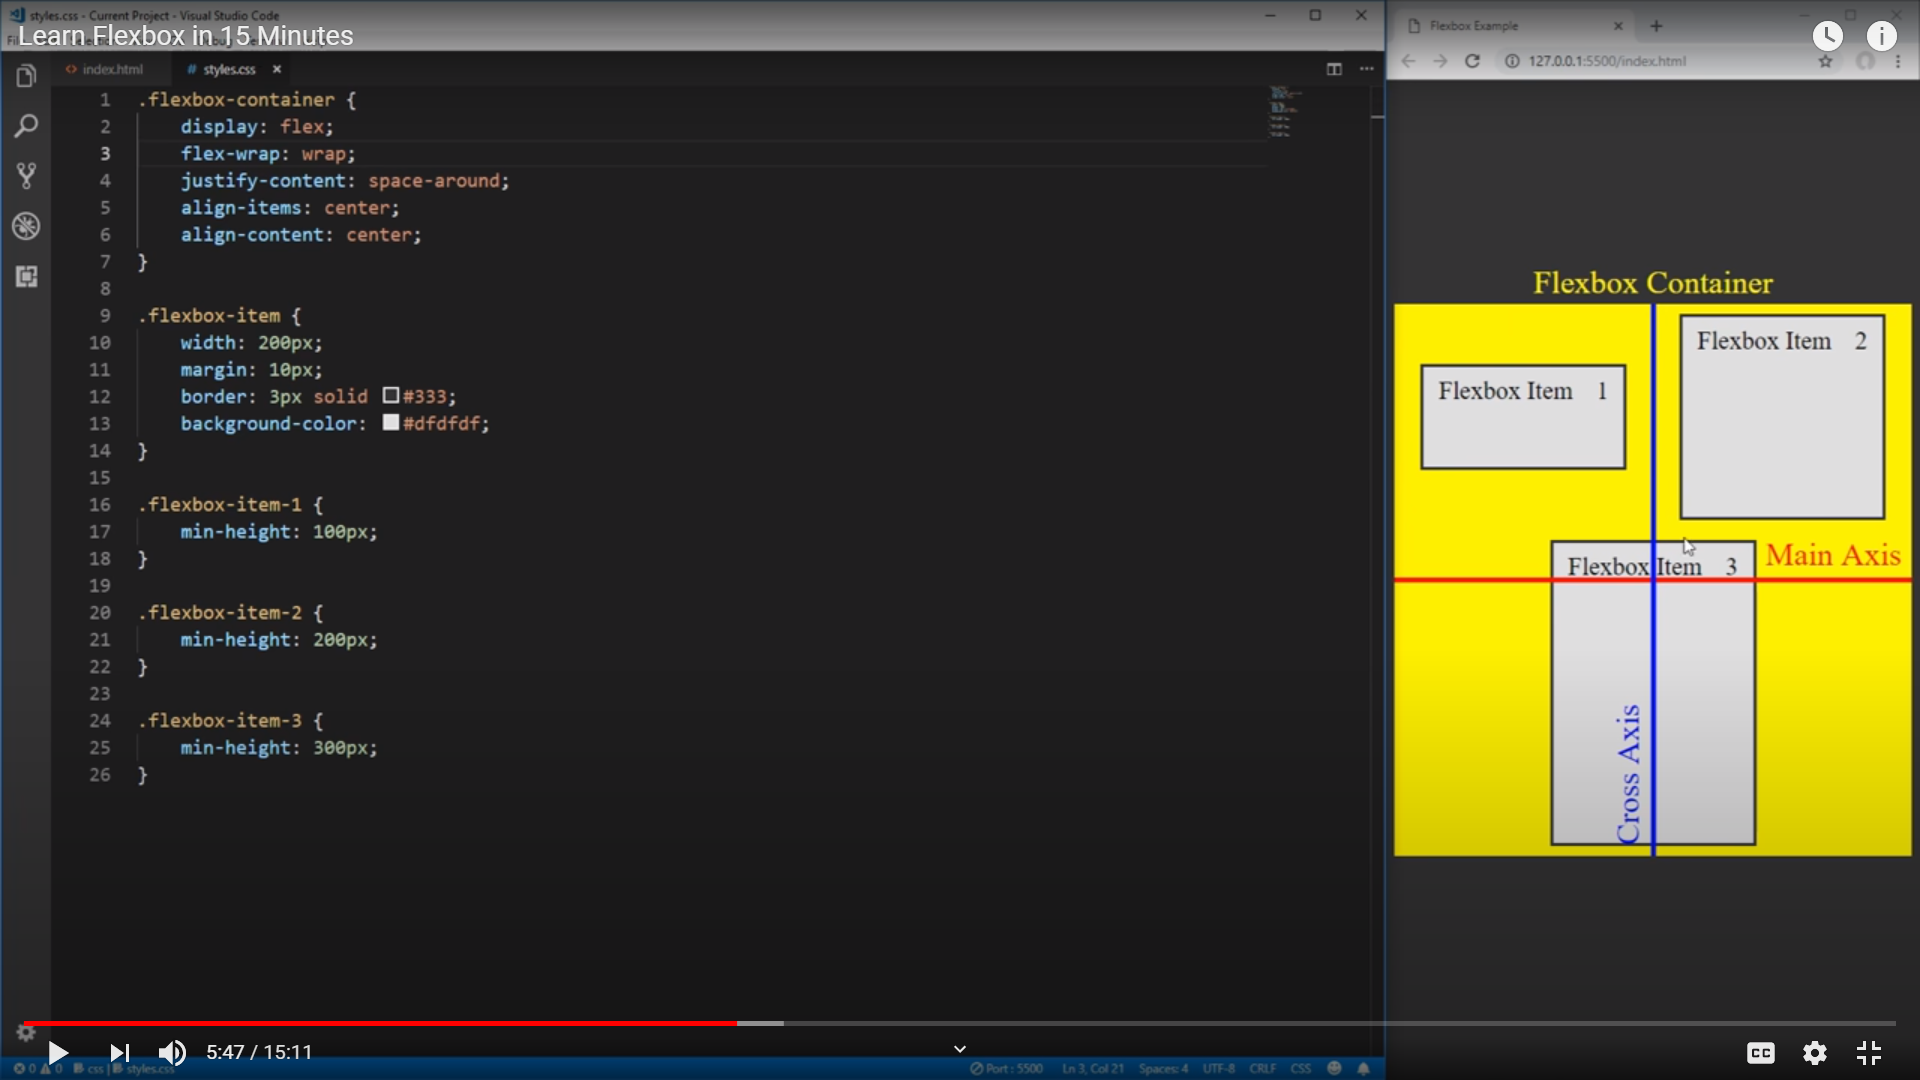 styles.css - Current Project - Visual Studio Code
Learn Flexbox in 15 Minutes
index.html
# styles.css
1 .flexbox-container {
2 display: flex;
3 flex-wrap: wrap;
4 justify-content: space-around;
5 align-items: center;
6 align-content: center;
7 }
8
9 .flexbox-item {
10 width: 200px;
11 margin: 10px;
12 border: 3px solid #333;
13 background-color: #dfdfdf;
14 }
15
16 .flexbox-item-1 {
17 min-height: 100px;
18 }
19
20 .flexbox-item-2 {
21 min-height: 200px;
22 }
23
24 .flexbox-item-3 {
25 min-height: 300px;
26 }
Flexbox Example
127.0.0.1:5500/index.html
Flexbox Container
Flexbox Item 1
Flexbox Item 2
Flexbox Item 3
Main Axis
Cross Axis
5:47 / 15:11
CC
0 0 css | styles.css
Port : 5500 Ln 3, Col 21 Spaces: 4 UTF-8 CRLF CSS